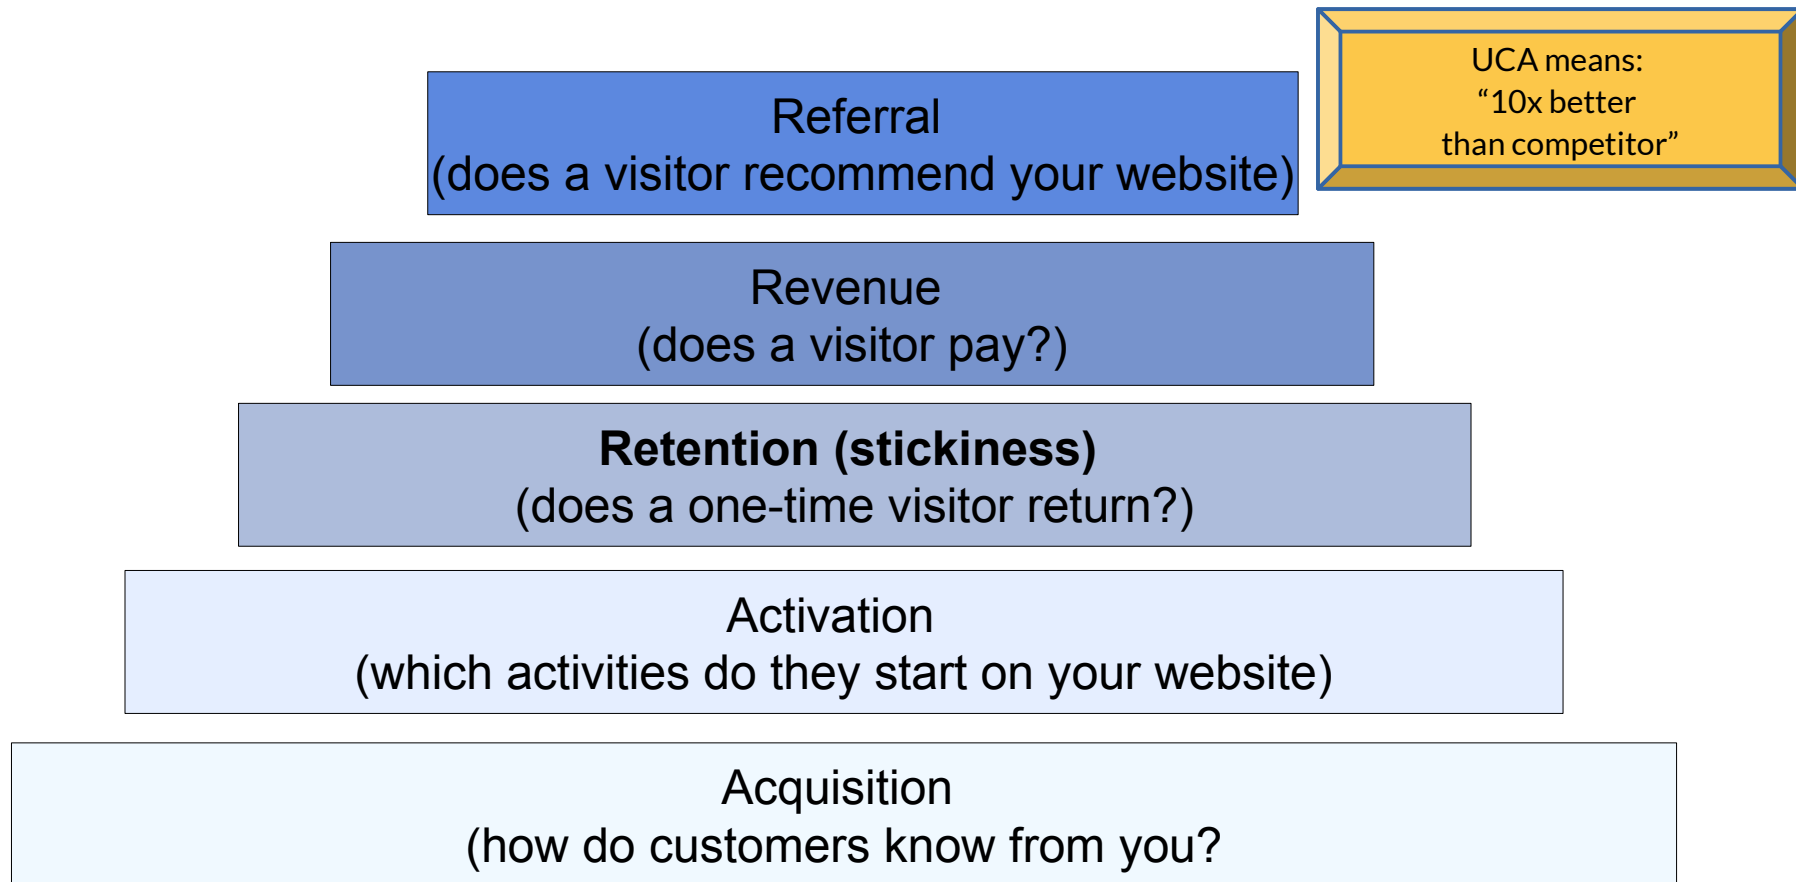 UCA means:
“10x better
than competitor”
Referral
(does a visitor recommend your website)
Revenue
(does a visitor pay?)
Retention (stickiness)
(does a one-time visitor return?)
Activation
(which activities do they start on your website)
Acquisition
(how do customers know from you?